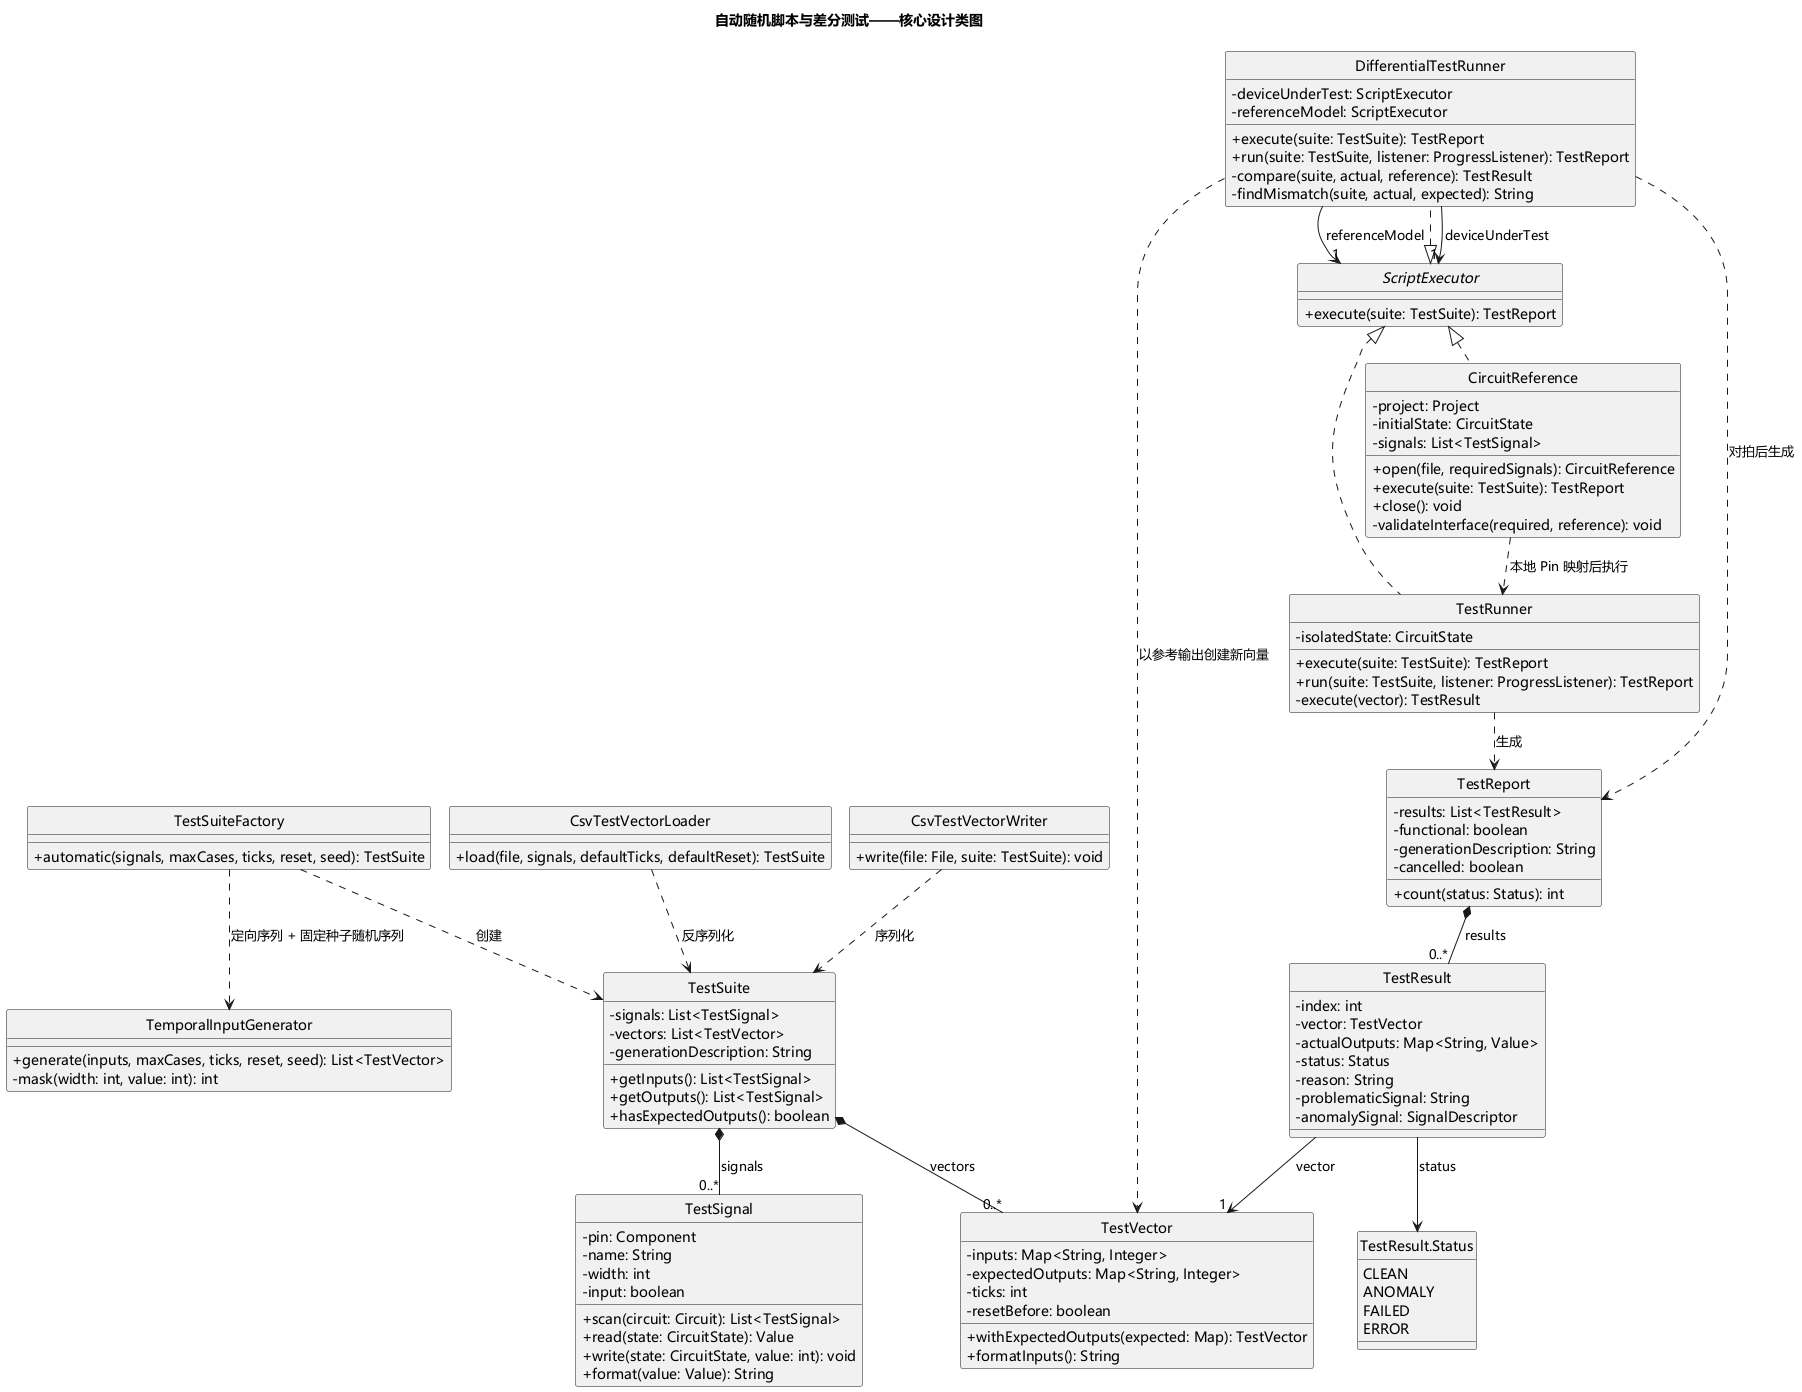 自动随机脚本与差分测试——核心设计类图
DifferentialTestRunner
-deviceUnderTest: ScriptExecutor
-referenceModel: ScriptExecutor
+execute(suite: TestSuite): TestReport
+run(suite: TestSuite, listener: ProgressListener): TestReport
-compare(suite, actual, reference): TestResult
-findMismatch(suite, actual, expected): String
referenceModel
deviceUnderTest
1
1
ScriptExecutor
+execute(suite: TestSuite): TestReport
CircuitReference
-project: Project
-initialState: CircuitState
-signals: List<TestSignal>
+open(file, requiredSignals): CircuitReference
+execute(suite: TestSuite): TestReport
+close(): void
-validateInterface(required, reference): void
对拍后生成
本地 Pin 映射后执行
TestRunner
-isolatedState: CircuitState
+execute(suite: TestSuite): TestReport
+run(suite: TestSuite, listener: ProgressListener): TestReport
-execute(vector): TestResult
以参考输出创建新向量
生成
TestReport
-results: List<TestResult>
-functional: boolean
-generationDescription: String
-cancelled: boolean
+count(status: Status): int
TestSuiteFactory
+automatic(signals, maxCases, ticks, reset, seed): TestSuite
CsvTestVectorLoader
+load(file, signals, defaultTicks, defaultReset): TestSuite
CsvTestVectorWriter
+write(file: File, suite: TestSuite): void
定向序列 + 固定种子随机序列
创建
反序列化
序列化
results
0..*
TemporalInputGenerator
+generate(inputs, maxCases, ticks, reset, seed): List<TestVector>
-mask(width: int, value: int): int
TestSuite
-signals: List<TestSignal>
-vectors: List<TestVector>
-generationDescription: String
+getInputs(): List<TestSignal>
+getOutputs(): List<TestSignal>
+hasExpectedOutputs(): boolean
TestResult
-index: int
-vector: TestVector
-actualOutputs: Map<String, Value>
-status: Status
-reason: String
-problematicSignal: String
-anomalySignal: SignalDescriptor
signals
0..*
vectors
0..*
vector
1
status
TestSignal
-pin: Component
-name: String
-width: int
-input: boolean
+scan(circuit: Circuit): List<TestSignal>
+read(state: CircuitState): Value
+write(state: CircuitState, value: int): void
+format(value: Value): String
TestVector
-inputs: Map<String, Integer>
-expectedOutputs: Map<String, Integer>
-ticks: int
-resetBefore: boolean
+withExpectedOutputs(expected: Map): TestVector
+formatInputs(): String
TestResult.Status
CLEAN
ANOMALY
FAILED
ERROR